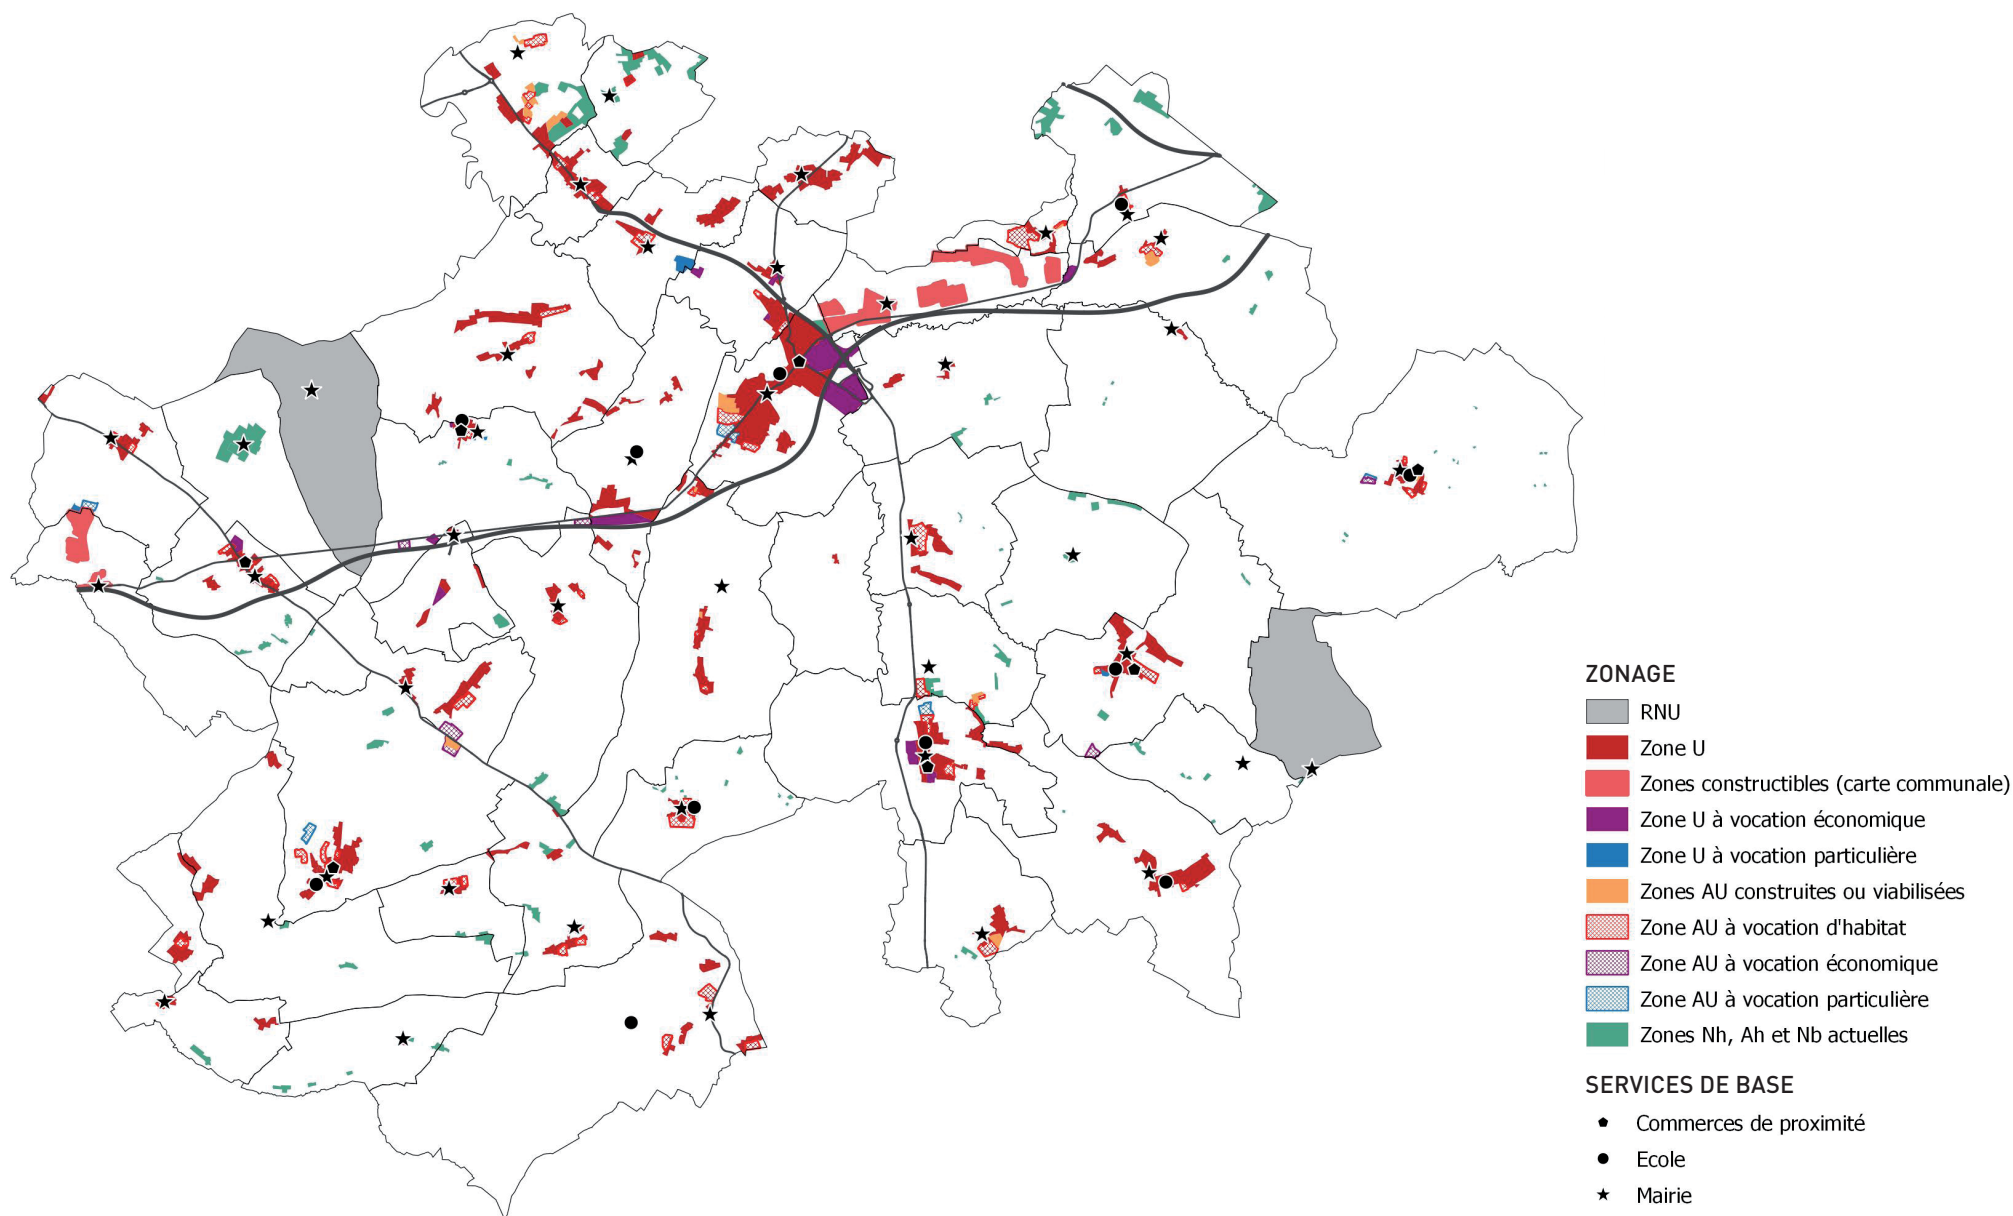 ZONAGE
RNU
Zone U
Zones constructibles (carte communale)
Zone U à vocation économique
Zone U à vocation particulière
Zones AU construites ou viabilisées
Zone AU à vocation d'habitat
Zone AU à vocation économique
Zone AU à vocation particulière
Zones Nh, Ah et Nb actuelles
SERVICES DE BASE
Commerces de proximité
Ecole
Mairie